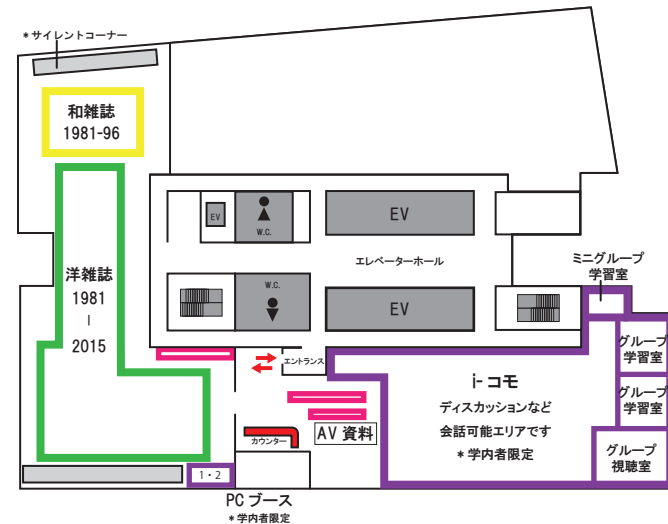 *サイレントコーナー
和雑誌
1981-96
洋雑誌
1981
|
2015
EV
W.C.
EV
エレベーターホール
W.C.
EV
ミニグループ
学習室
エントランス
グループ
学習室
グループ
学習室
グループ
視聴室
i-コモ
ディスカッションなど
会話可能エリアです
*学内者限定
カウンター
AV 資料
1・2
PC ブース
*学内者限定